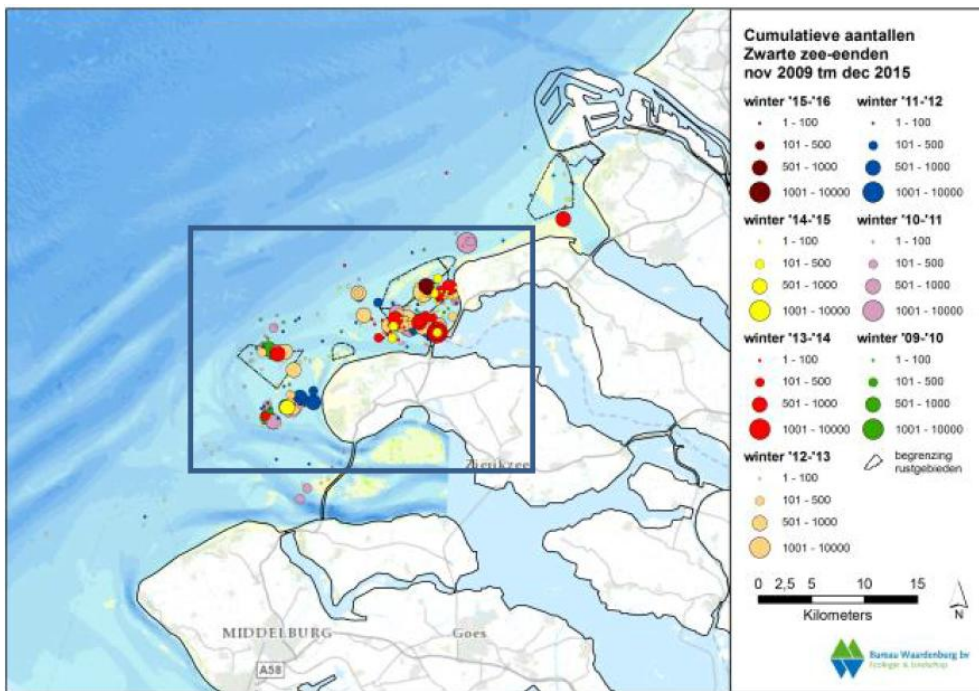 Cumulatieve aantallen
Zwarte zee-eenden
nov 2009 tm dec 2015
winter '15-'16
1 - 100
101 - 500
501 - 1000
1001 - 10000
winter '11-'12
1 - 100
101 - 500
501 - 1000
1001 - 10000
winter '14-'15
1 - 100
101 - 500
501 - 1000
1001 - 10000
winter '10-'11
1 - 100
101 - 500
501 - 1000
1001 - 10000
winter '13-'14
1 - 100
101 - 500
501 - 1000
1001 - 10000
winter '09-'10
1 - 100
101 - 500
501 - 1000
1001 - 10000
winter '12-'13
1 - 100
101 - 500
501 - 1000
1001 - 10000
begrenzing
rustgebieden
0 2,5 5 10 15
Kilometers
N
Bureau Waardenburg bv
Ecologie & landschap
Zierikzee
MIDDELBURG
Goes
A58